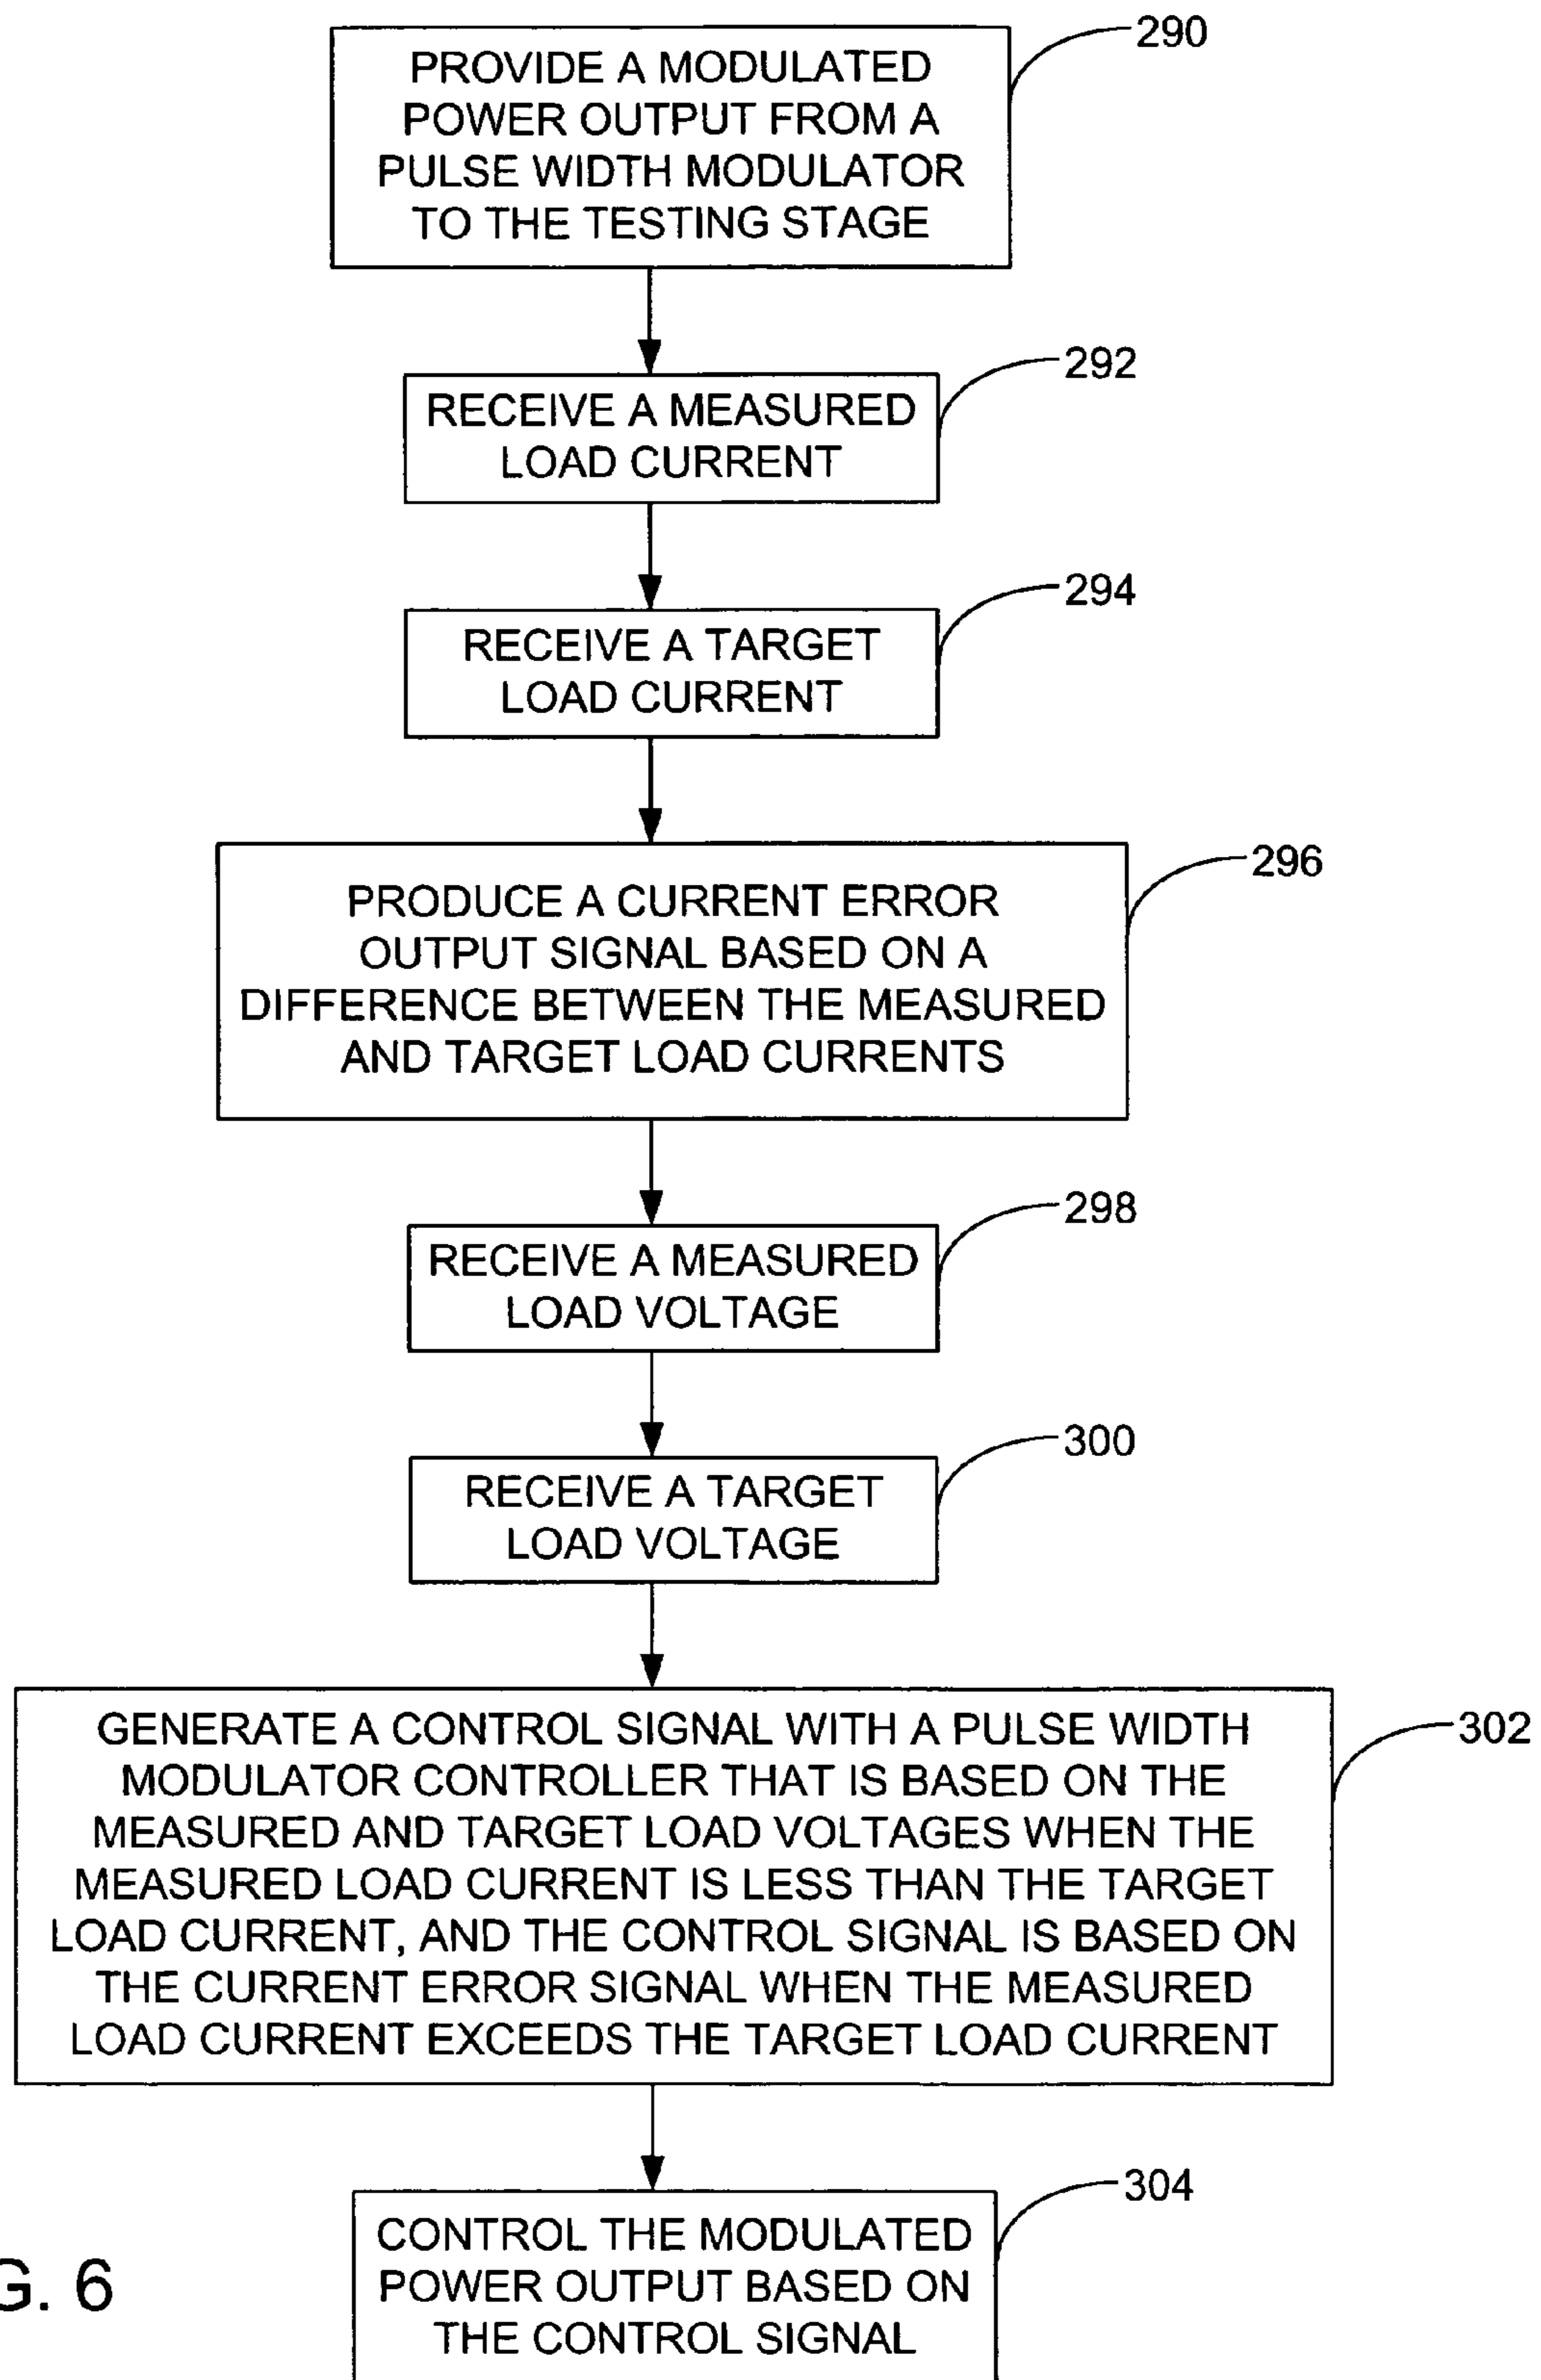 290
PROVIDE A MODULATED
POWER OUTPUT FROM A
PULSE WIDTH MODULATOR
TO THE TESTING STAGE
292
RECEIVE A MEASURED
LOAD CURRENT
294
RECEIVE A TARGET
LOAD CURRENT
296
PRODUCE A CURRENT ERROR
OUTPUT SIGNAL BASED ON A
DIFFERENCE BETWEEN THE MEASURED
AND TARGET LOAD CURRENTS
298
RECEIVE A MEASURED
LOAD VOLTAGE
300
RECEIVE A TARGET
LOAD VOLTAGE
302
GENERATE A CONTROL SIGNAL WITH A PULSE WIDTH
MODULATOR CONTROLLER THAT IS BASED ON THE
MEASURED AND TARGET LOAD VOLTAGES WHEN THE
MEASURED LOAD CURRENT IS LESS THAN THE TARGET
LOAD CURRENT, AND THE CONTROL SIGNAL IS BASED ON
THE CURRENT ERROR SIGNAL WHEN THE MEASURED
LOAD CURRENT EXCEEDS THE TARGET LOAD CURRENT
304
CONTROL THE MODULATED
POWER OUTPUT BASED ON
THE CONTROL SIGNAL
G. 6